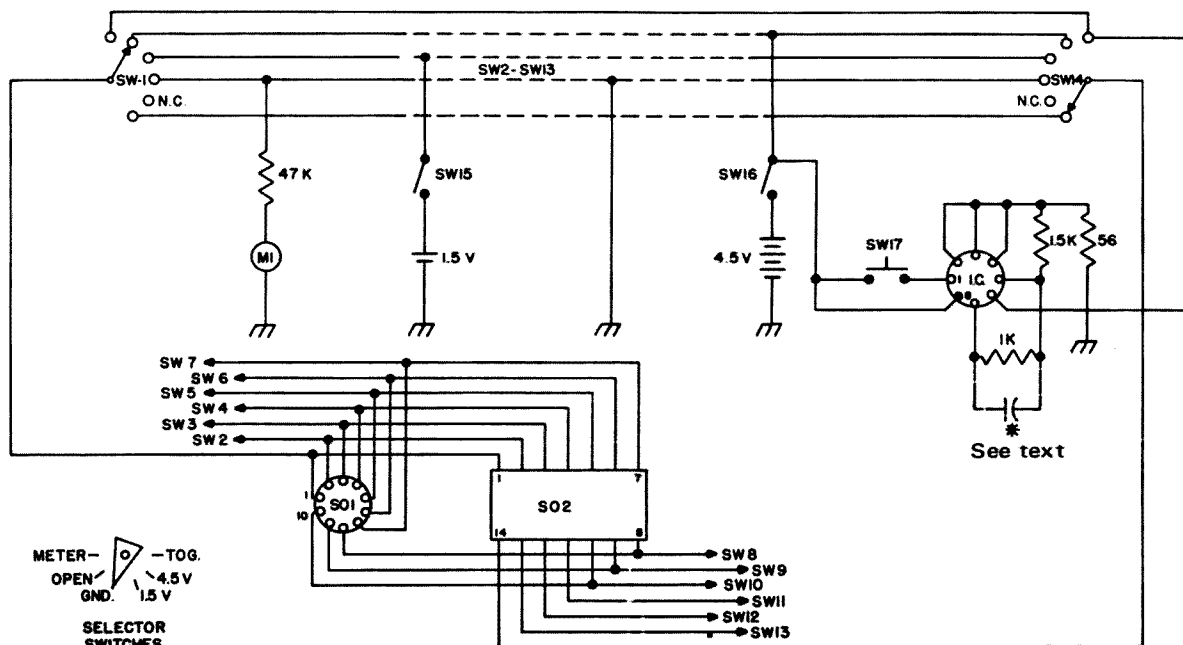 SW-1
SW2-SW13
SW14
N.C.
N.C.
47 K
SW15
SW16
M1
1.5 V
4.5 V
SW17
1
I.C.
8
1.5K
56
1K
*
See text
SW 7
SW 6
SW 5
SW 4
SW 3
SW 2
1
SO1
10
1
7
SO2
14
8
SW8
SW9
SW10
SW11
SW12
SW13
METER
TOG.
OPEN
4.5 V
GND.
1.5 V
SELECTOR
SWITCHES